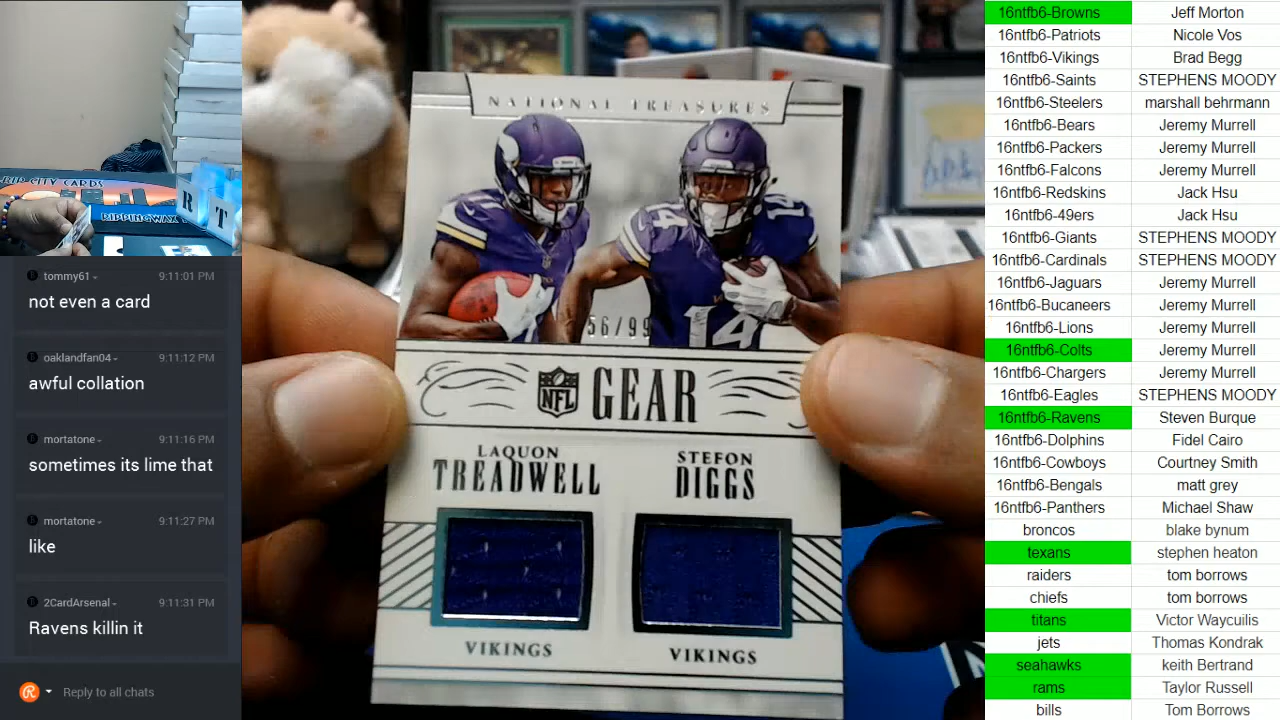 RIP CITY CARDS
RIPPINGWAX
R T
tommy61 9:11:01 PM
not even a card
oaklandfan04 9:11:12 PM
awful collation
mortatone 9:11:16 PM
sometimes its lime that
mortatone 9:11:27 PM
like
2CardArsenal 9:11:31 PM
Ravens killin it
Reply to all chats
NATIONAL TREASURES
14
14
14
56/99
NFL GEAR
LAQUON
TREADWELL
STEFON
DIGGS
VIKINGS
VIKINGS
16ntfb6-Browns Jeff Morton
16ntfb6-Patriots Nicole Vos
16ntfb6-Vikings Brad Begg
16ntfb6-Saints STEPHENS MOODY
16ntfb6-Steelers marshall behrmann
16ntfb6-Bears Jeremy Murrell
16ntfb6-Packers Jeremy Murrell
16ntfb6-Falcons Jeremy Murrell
16ntfb6-Redskins Jack Hsu
16ntfb6-49ers Jack Hsu
16ntfb6-Giants STEPHENS MOODY
16ntfb6-Cardinals STEPHENS MOODY
16ntfb6-Jaguars Jeremy Murrell
16ntfb6-Bucaneers Jeremy Murrell
16ntfb6-Lions Jeremy Murrell
16ntfb6-Colts Jeremy Murrell
16ntfb6-Chargers Jeremy Murrell
16ntfb6-Eagles STEPHENS MOODY
16ntfb6-Ravens Steven Burque
16ntfb6-Dolphins Fidel Cairo
16ntfb6-Cowboys Courtney Smith
16ntfb6-Bengals matt grey
16ntfb6-Panthers Michael Shaw
broncos blake bynum
texans stephen heaton
raiders tom borrows
chiefs tom borrows
titans Victor Waycuilis
jets Thomas Kondrak
seahawks keith Bertrand
rams Taylor Russell
bills Tom Borrows